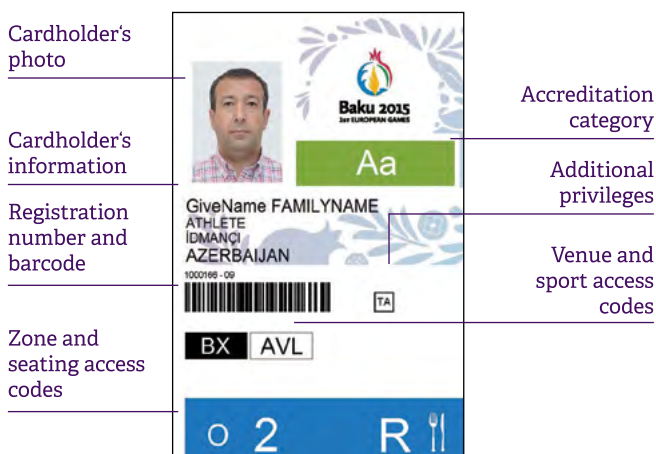 Cardholder‘s
photo
Cardholder‘s
information
Registration
number and
barcode
Zone and
seating access
codes
Baku 2015
1ST EUROPEAN GAMES
Aa
GiveName FAMILYNAME
ATHLETE
İDMANÇI
AZERBAIJAN
1000166 - 09
TA
BX AVL
O 2 R
Accreditation
category
Additional
privileges
Venue and
sport access
codes